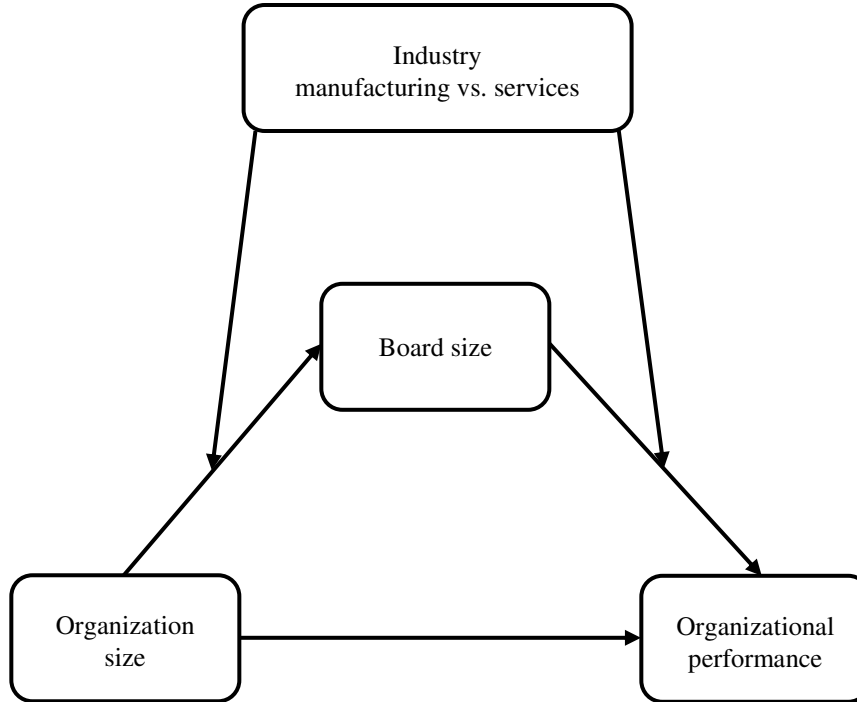 Industry
manufacturing vs. services
Board size
Organization
size
Organizational
performance